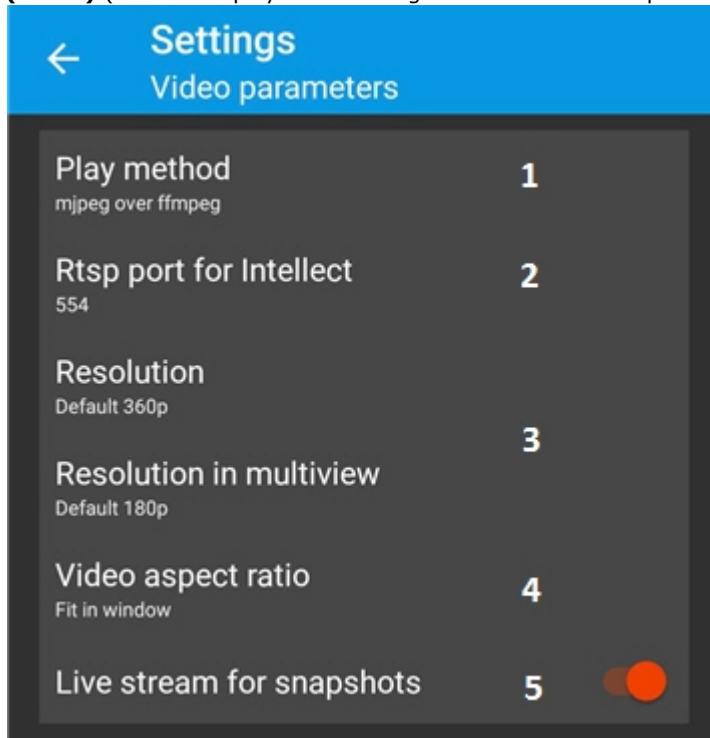 Settings
Video parameters
Play method 1
mjpeg over ffmpeg
Rtsp port for Intellect 2
554
Resolution
Default 360p
3
Resolution in multiview
Default 180p
Video aspect ratio 4
Fit in window
Live stream for snapshots 5